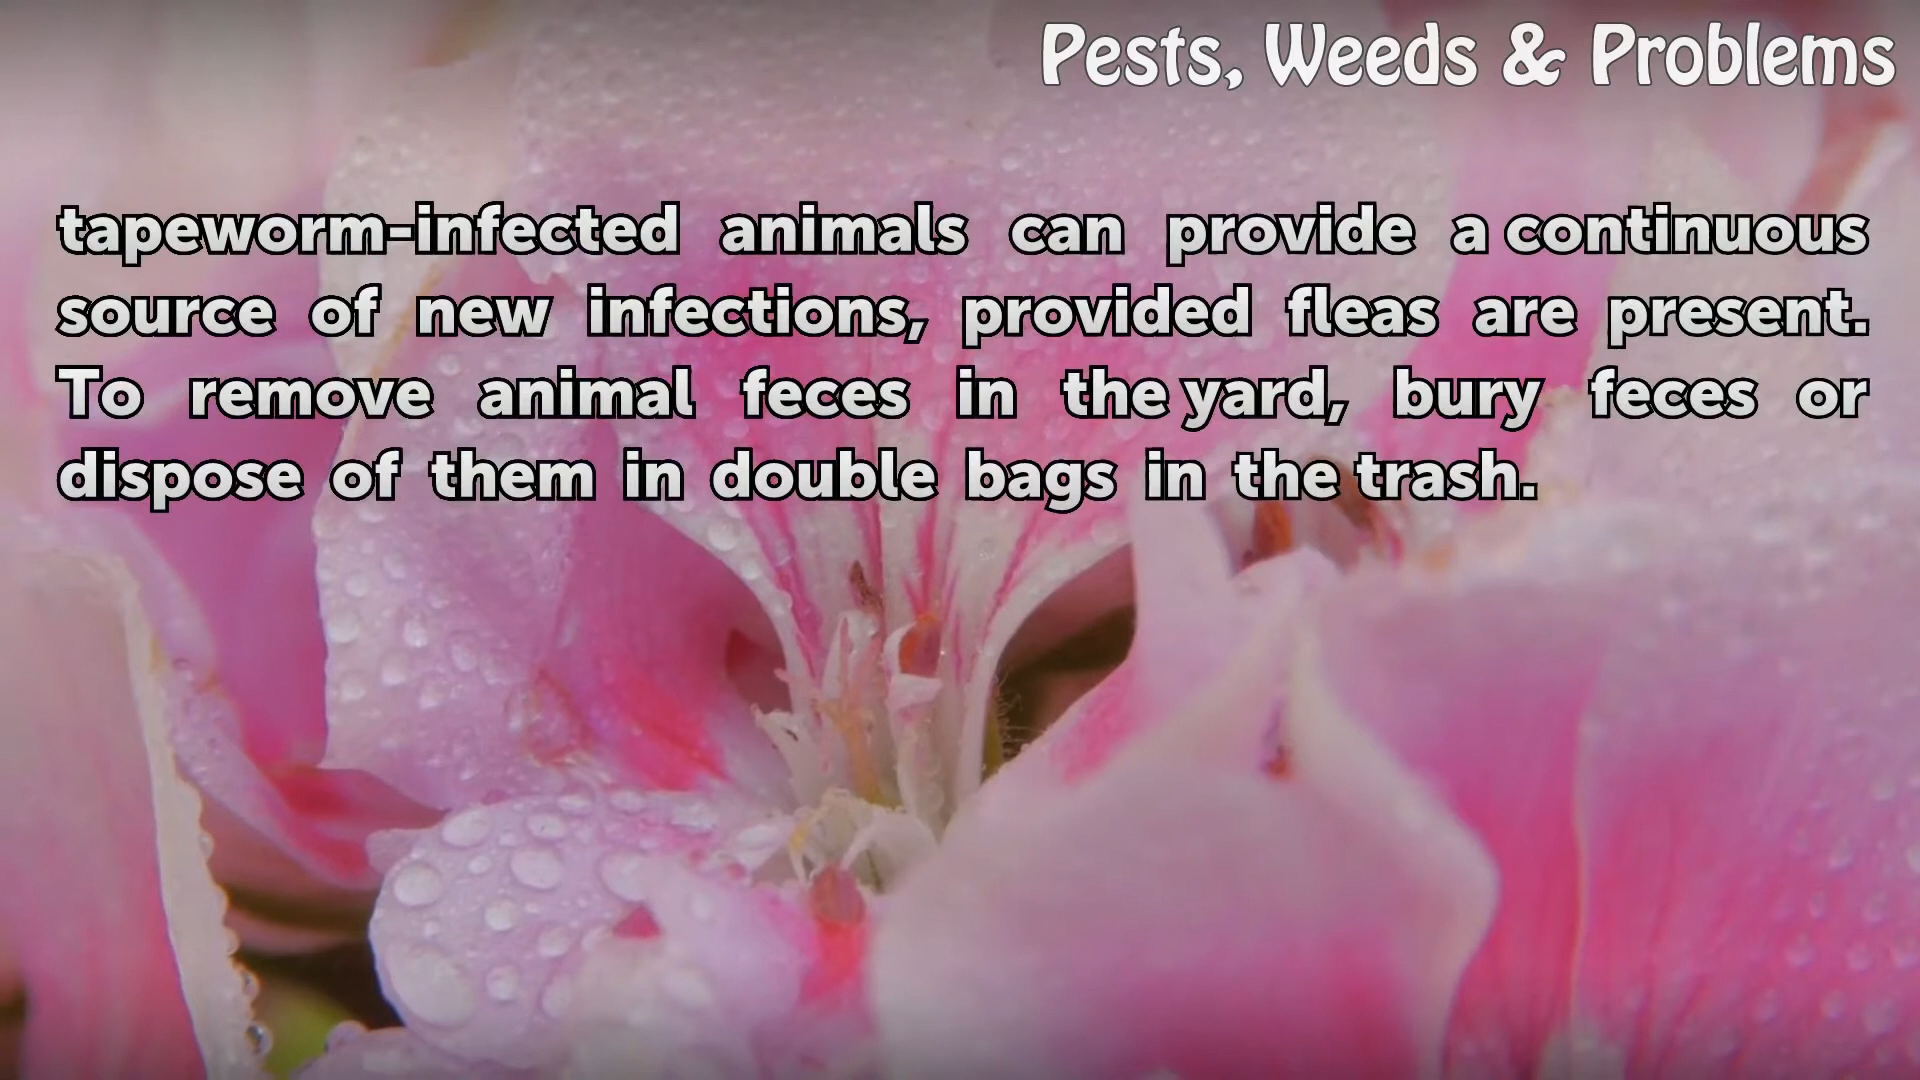 Pests, Weeds & Problems
tapeworm-infected animals can provide a continuous
source of new infections, provided fleas are present.
To remove animal feces in the yard, bury feces or
dispose of them in double bags in the trash.